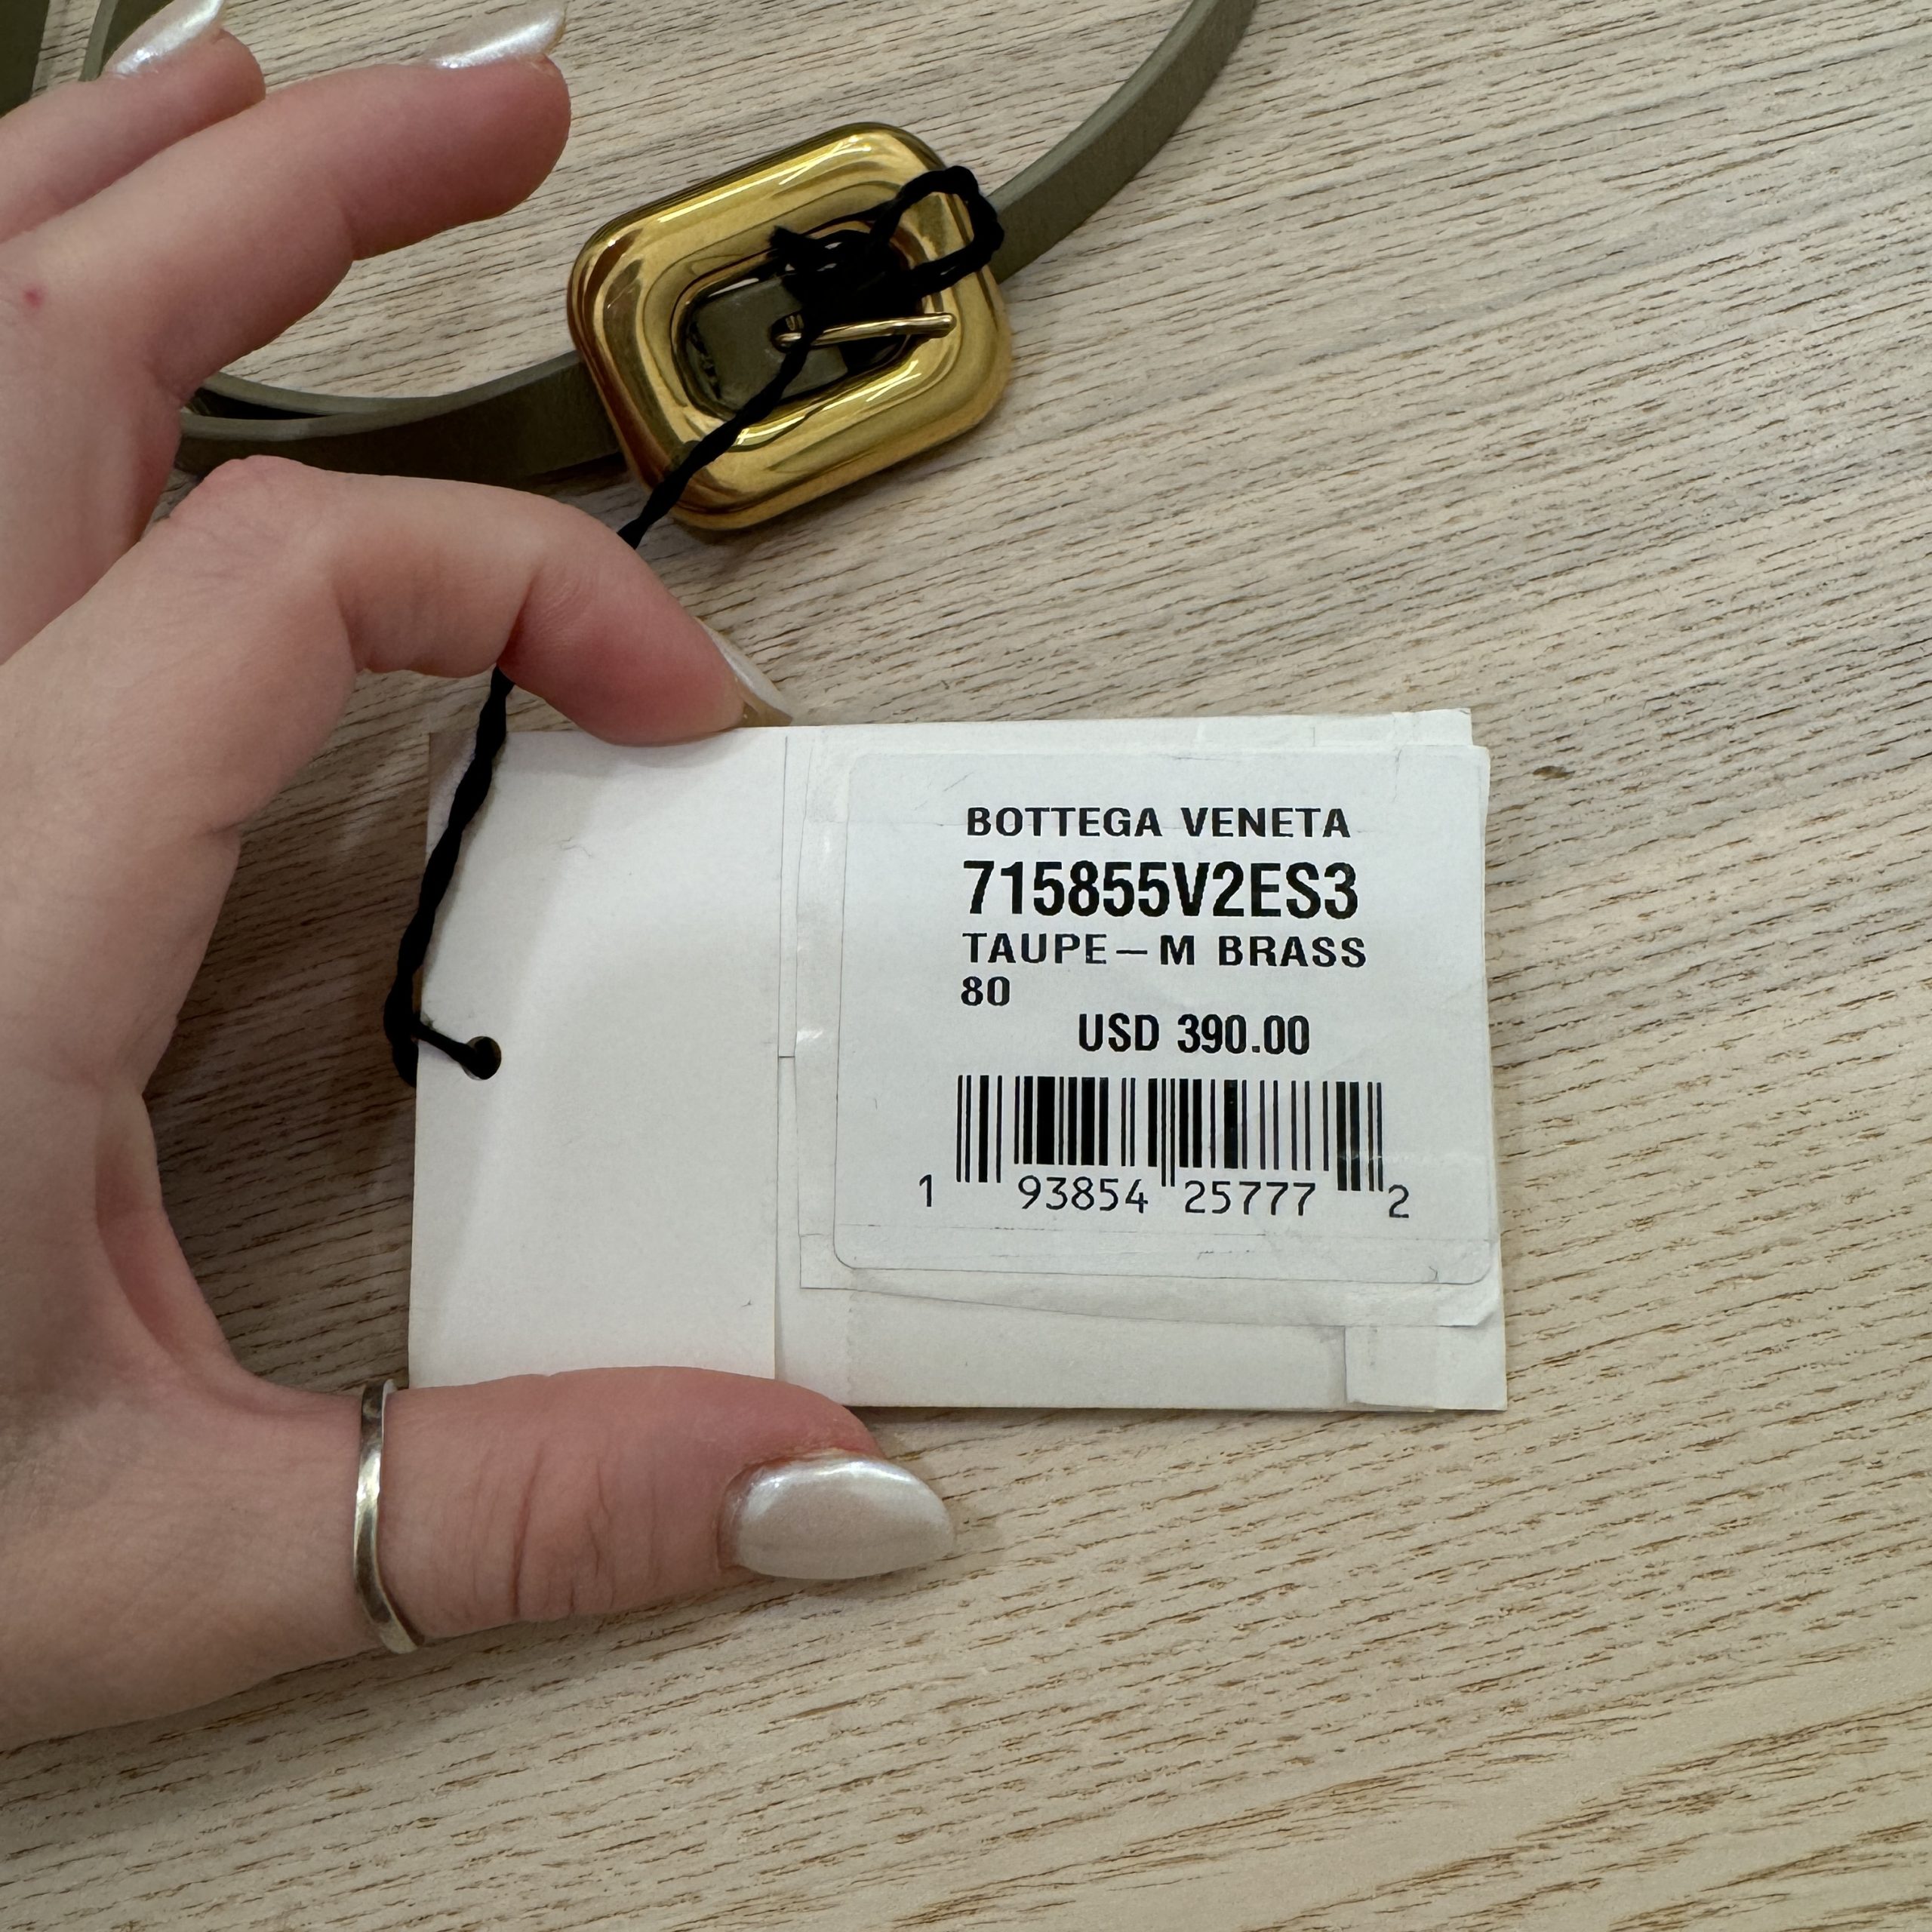 BOTTEGA VENETA
715855V2ES3
TAUPE—M BRASS
80
USD 390.00
1 93854 25777 2